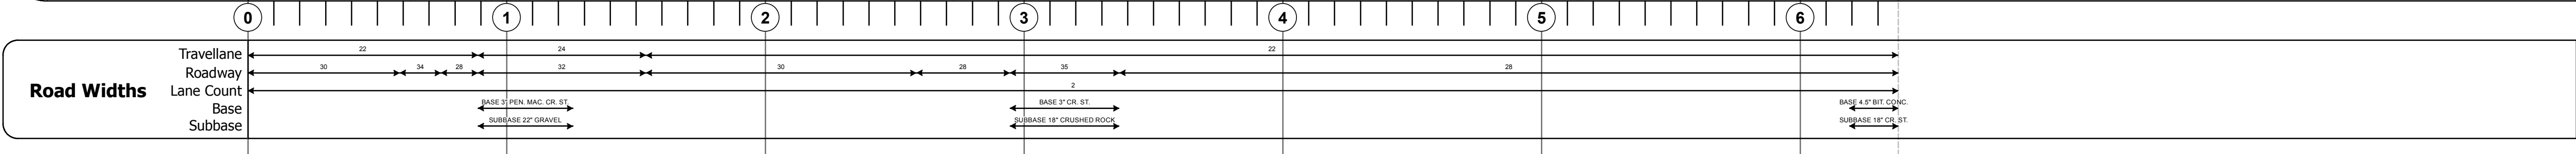 0 1 2 3 4 5 6
Road Widths
Travellane 22 24 22
Roadway 30 34 28 32 30 28 35 28
Lane Count 2
Base BASE 3" PEN. MAC. CR. ST. BASE 3" CR. ST. BASE 4.5" BIT. CONC.
Subbase SUBBASE 22" GRAVEL SUBBASE 18" CRUSHED ROCK SUBBASE 18" CR. ST.